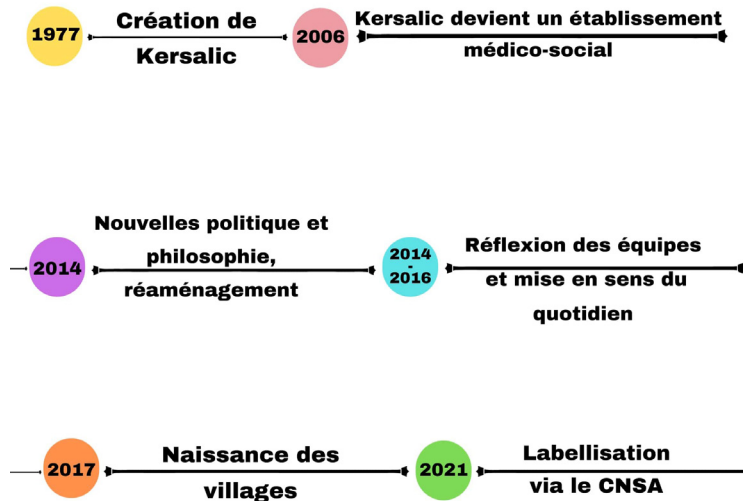 1977
Création de
Kersalic
2006
Kersalic devient un établissement
médico-social
2014
Nouvelles politique et
philosophie,
réaménagement
2014
-
2016
Réflexion des équipes
et mise en sens du
quotidien
2017
Naissance des
villages
2021
Labellisation
via le CNSA